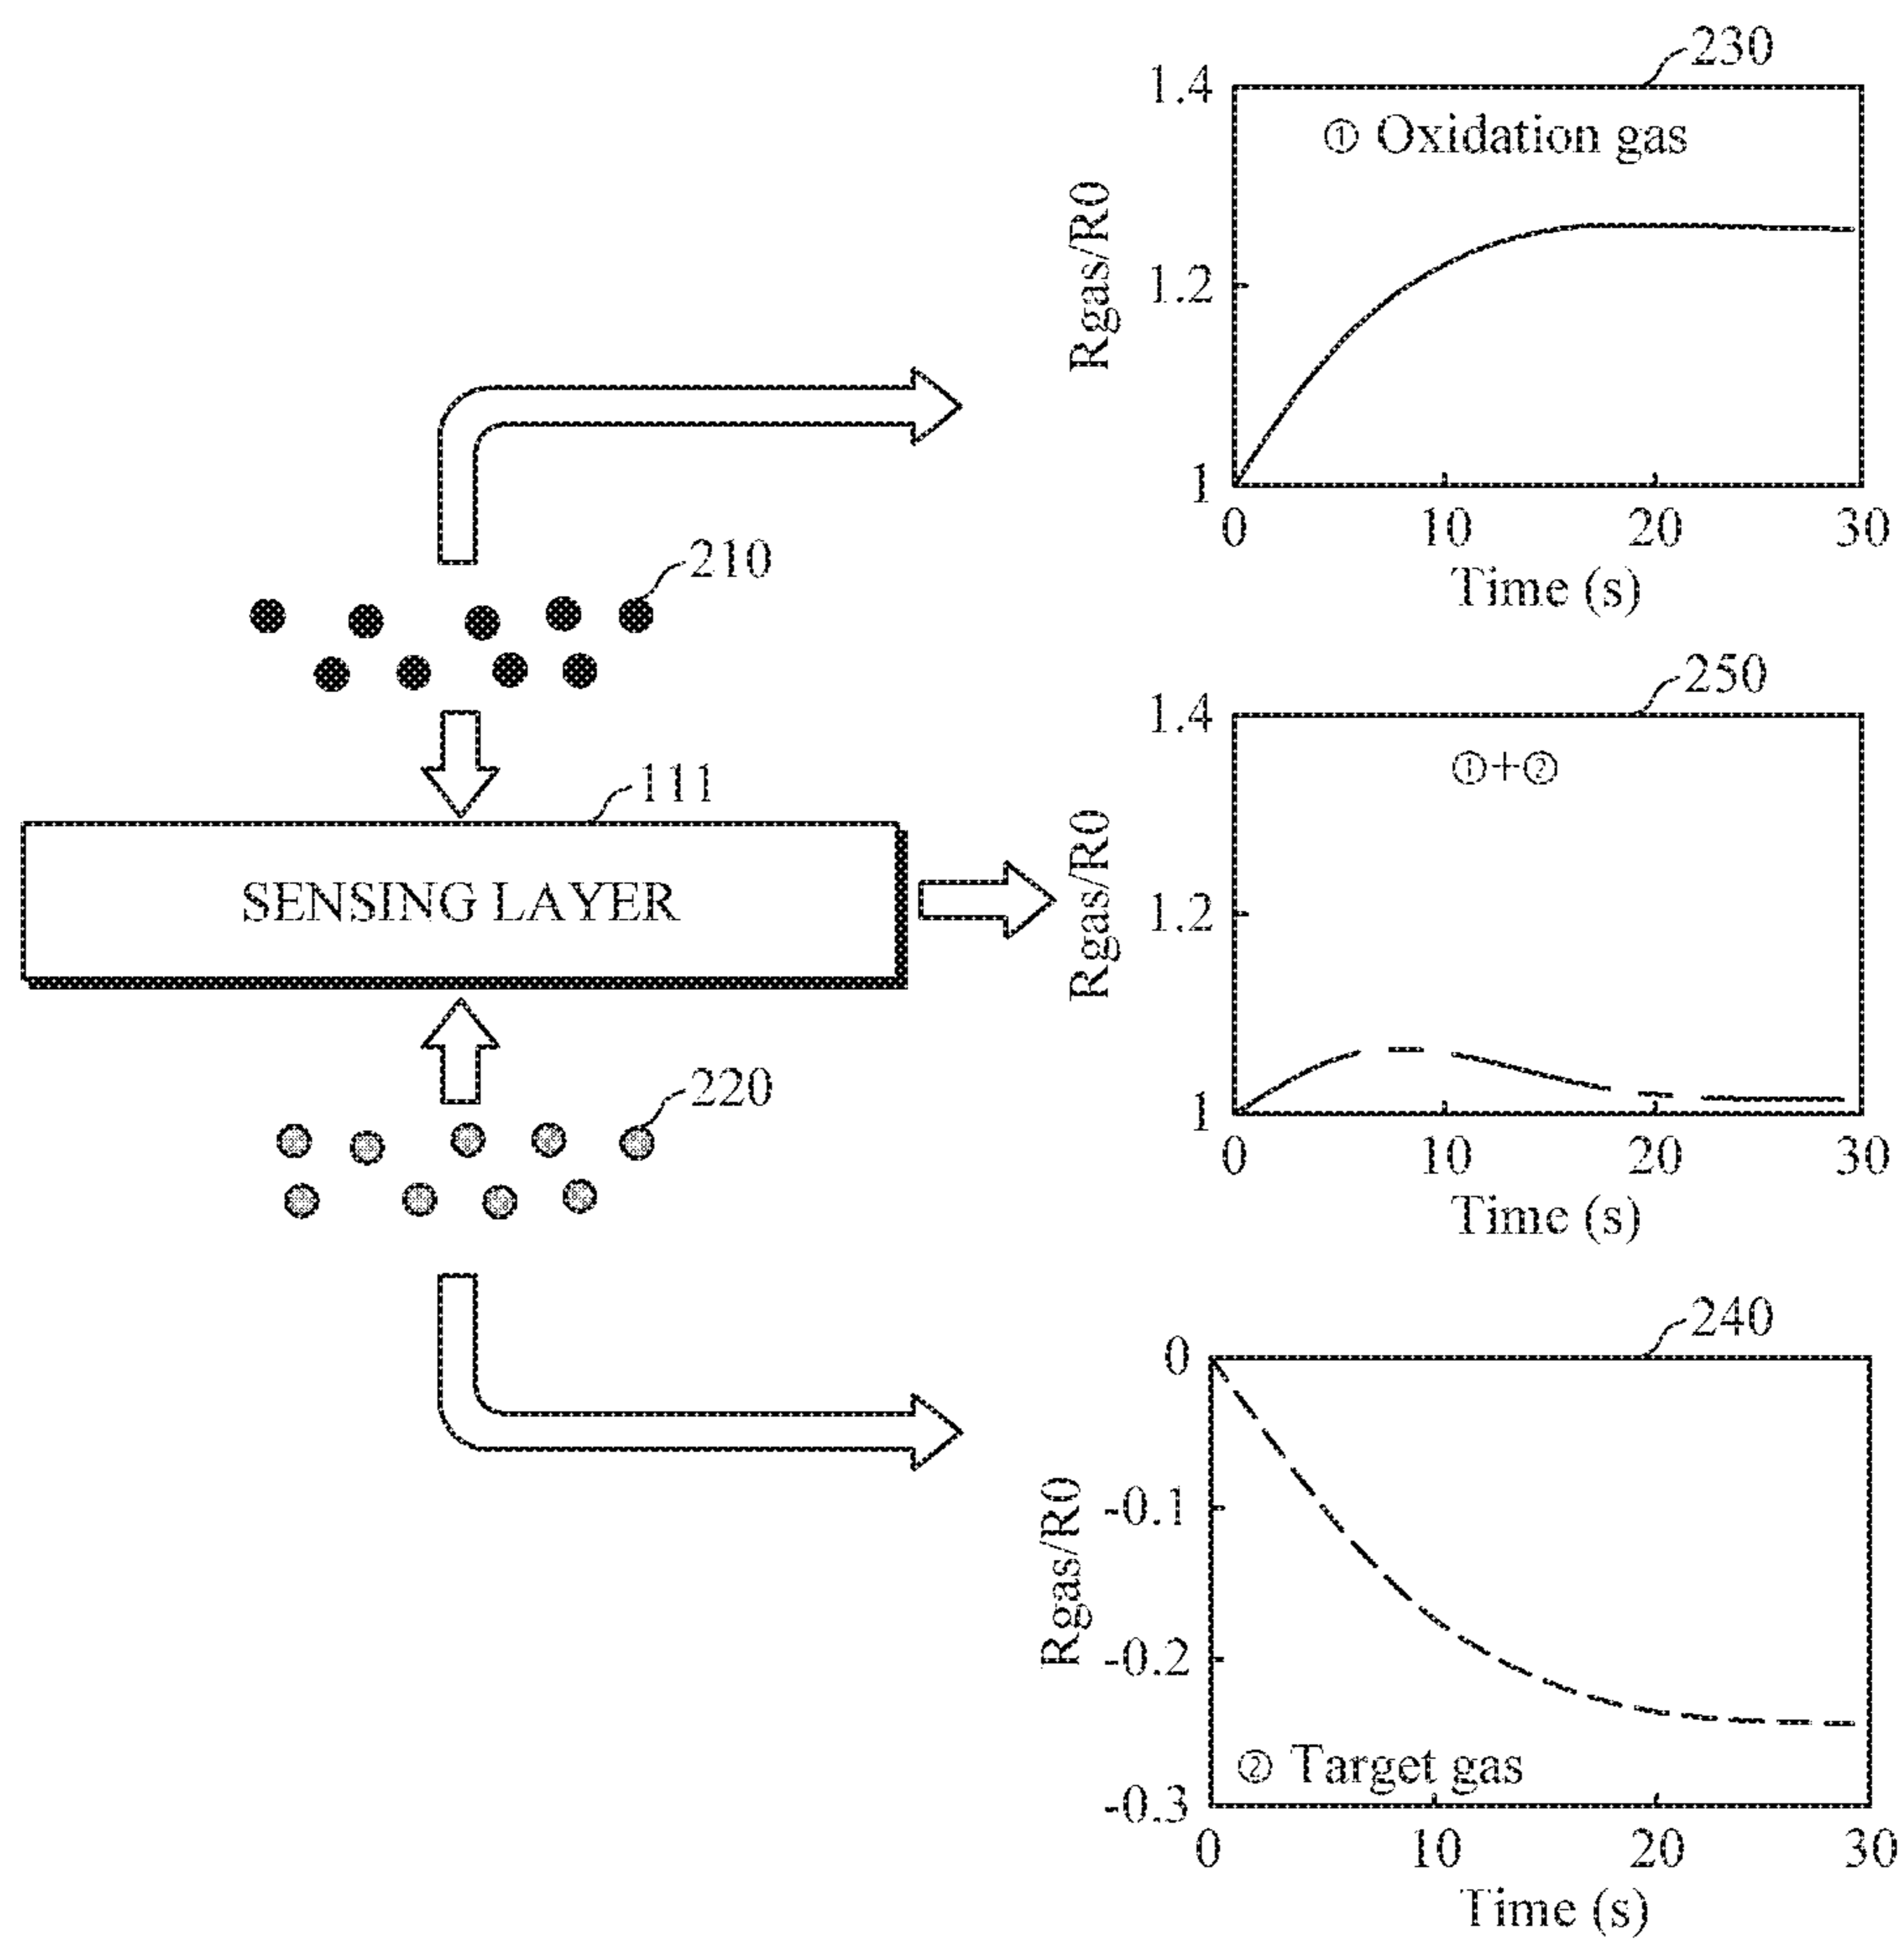 230
1.4
① Oxidation gas
Rgas/R0
1.2
1
0 10 20 30
Time (s)
210
250
1.4
①+②
111
Rgas/R0
1.2
SENSING LAYER
1
0 10 20 30
Time (s)
220
240
0
Rgas/R0
-0.1
-0.2
② Target gas
-0.3
0 10 20 30
Time (s)